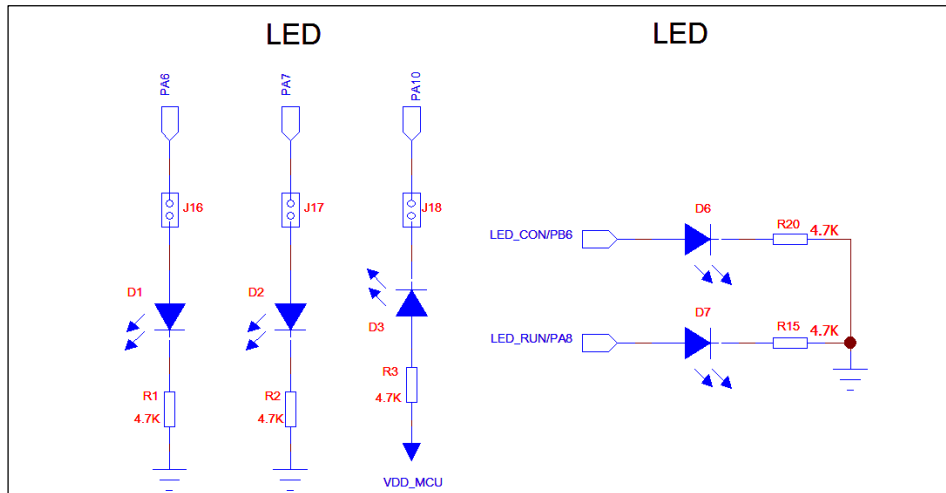 LED
LED
PA6
PA7
PA10
J16
J17
J18
D1
D2
D3
R1
4.7K
R2
4.7K
R3
4.7K
VDD_MCU
D6
LED_CON/PB6
R20
4.7K
D7
LED_RUN/PA8
R15
4.7K